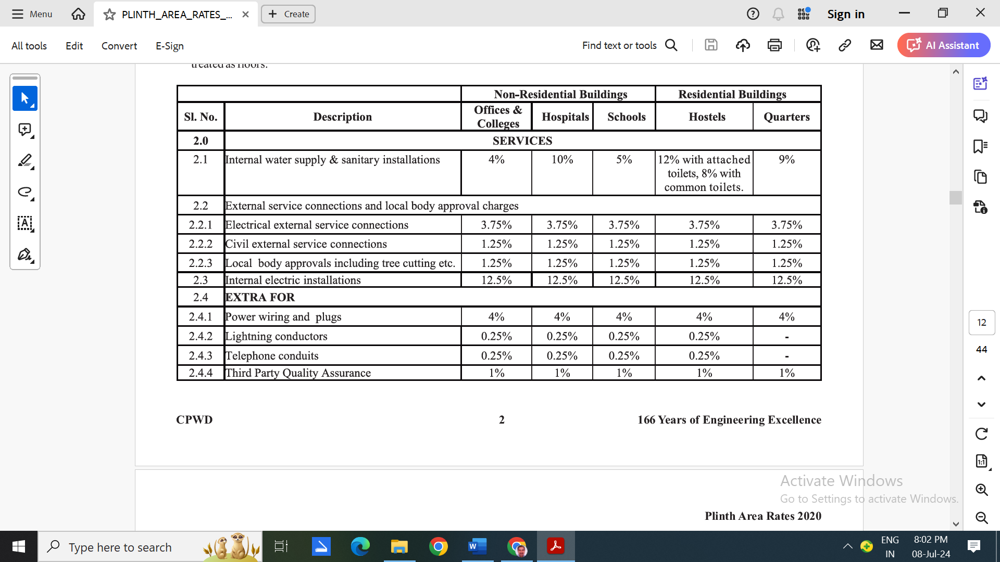 Menu
PLINTH_AREA_RATES_...
Create
Sign in
All tools
Edit
Convert
E-Sign
Find text or tools
AI Assistant
treated as floors.
Non-Residential Buildings Residential Buildings
Sl. No. Description Offices & Colleges Hospitals Schools Hostels Quarters
2.0 SERVICES
2.1 Internal water supply & sanitary installations 4% 10% 5% 12% with attached toilets, 8% with common toilets. 9%
2.2 External service connections and local body approval charges
2.2.1 Electrical external service connections 3.75% 3.75% 3.75% 3.75% 3.75%
2.2.2 Civil external service connections 1.25% 1.25% 1.25% 1.25% 1.25%
2.2.3 Local body approvals including tree cutting etc. 1.25% 1.25% 1.25% 1.25% 1.25%
2.3 Internal electric installations 12.5% 12.5% 12.5% 12.5% 12.5%
2.4 EXTRA FOR
2.4.1 Power wiring and plugs 4% 4% 4% 4% 4%
2.4.2 Lightning conductors 0.25% 0.25% 0.25% 0.25% -
2.4.3 Telephone conduits 0.25% 0.25% 0.25% 0.25% -
2.4.4 Third Party Quality Assurance 1% 1% 1% 1% 1%
CPWD 2 166 Years of Engineering Excellence
Plinth Area Rates 2020
12
44
1:1
Activate Windows
Go to Settings to activate Windows.
Type here to search
ENG
IN
8:02 PM
08-Jul-24